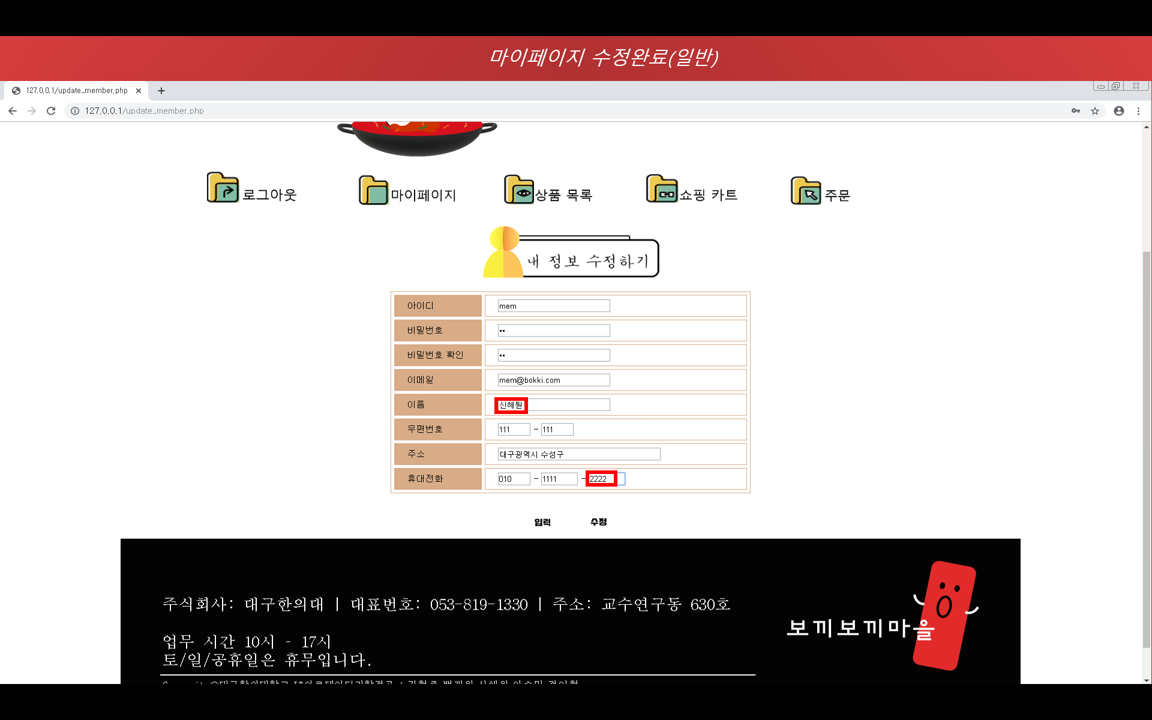 마이페이지 수정완료(일반)
127.0.0.1/update_member.php
127.0.0.1/update_member.php
로그아웃 마이페이지 상품 목록 쇼핑 카트 주문
내 정보 수정하기
아이디 mem
비밀번호 ••
비밀번호 확인 ••
이메일 mem@bokki.com
이름
우편번호 111 - 111
주소 대구광역시 수성구
휴대전화 010 - 1111 - 2222
입력 수정
주식회사: 대구한의대 | 대표번호: 053-819-1330 | 주소: 교수연구동 630호
업무 시간 10시 - 17시
토/일/공휴일은 휴무입니다.
보끼보끼마을